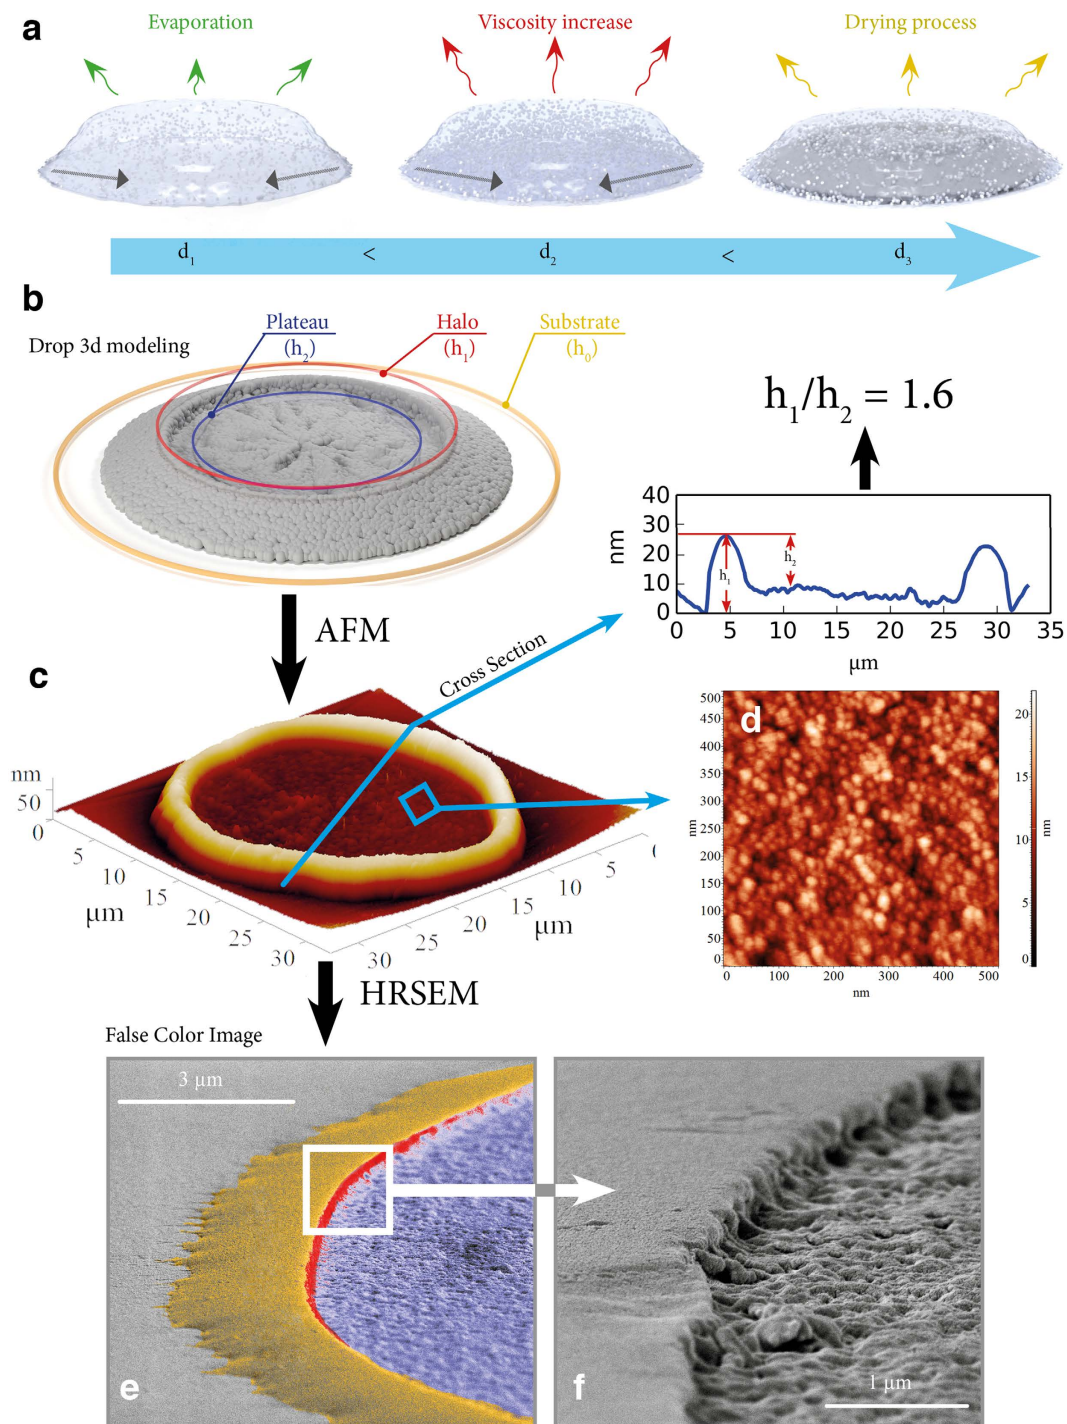 a
Evaporation
Viscosity increase
Drying process
d₁ < d₂ < d₃
b
Drop 3d modeling
Plateau
(h₂)
Halo
(h₁)
Substrate
(h₀)
h₁/h₂ = 1.6
40
30
20
10
0
nm
h₁
h₂
0 5 10 15 20 25 30 35
µm
AFM
Cross Section
c
nm
50
0
5
10
15
20
25
30
µm
5
10
15
20
25
30
µm
d
500
450
400
350
300
250
200
150
100
50
0
nm
0 100 200 300 400 500
nm
20
15
10
5
0
nm
HRSEM
False Color Image
3 µm
e
f
1 µm